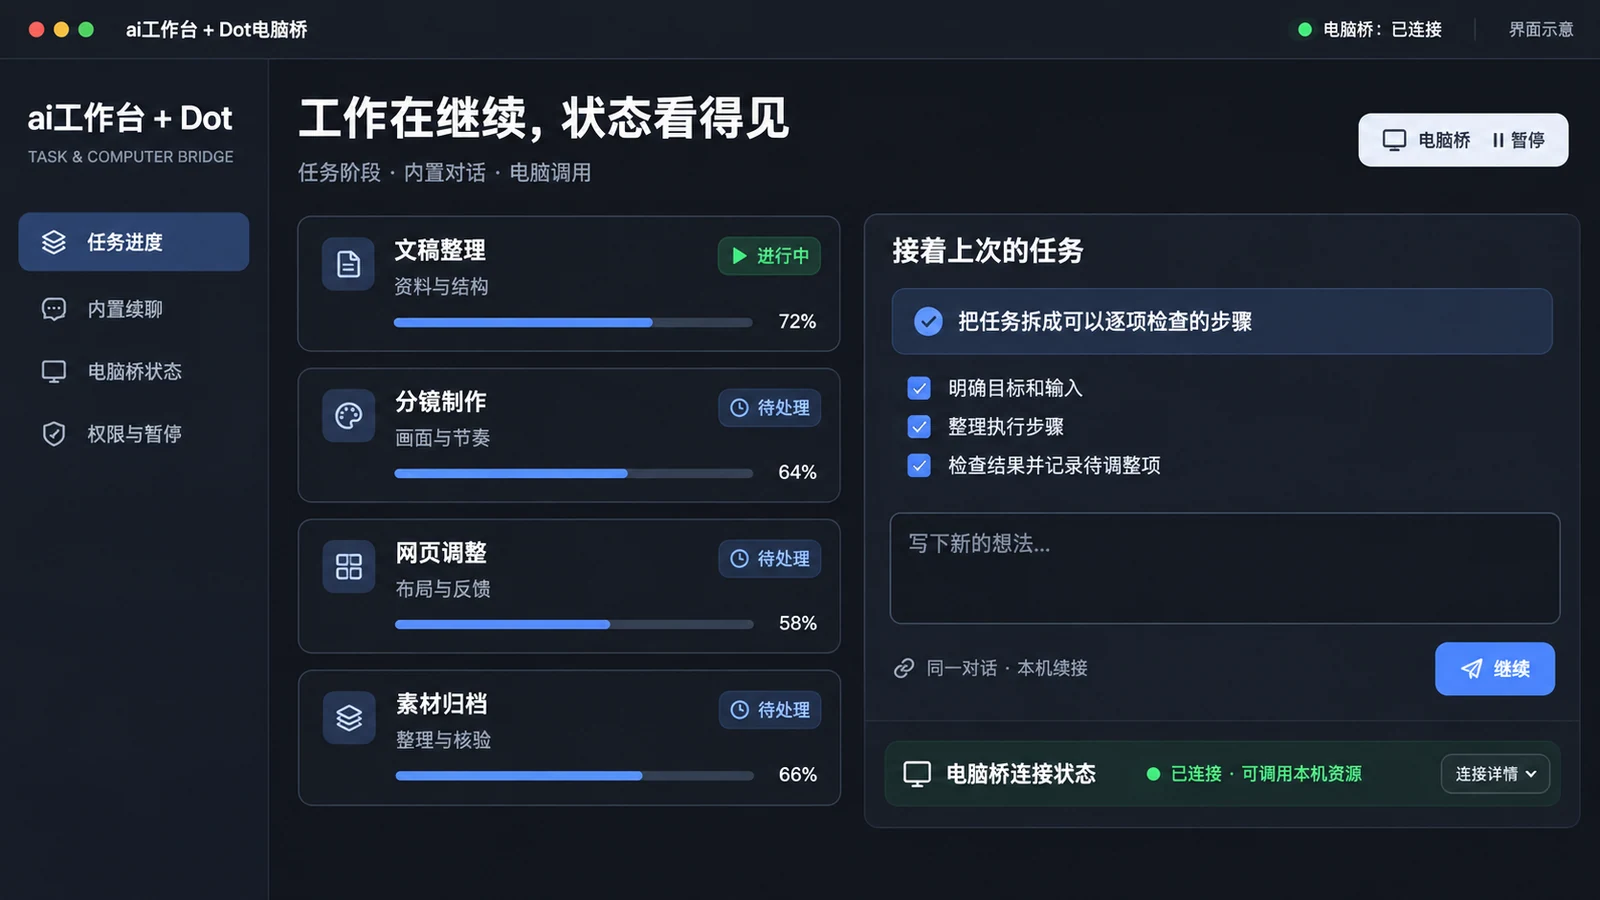 ai工作台 + Dot电脑桥
电脑桥：已连接
界面示意
ai工作台 + Dot
TASK & COMPUTER BRIDGE
任务进度
内置续聊
电脑桥状态
权限与暂停
工作在继续，状态看得见
任务阶段 · 内置对话 · 电脑调用
电脑桥 暂停
文稿整理
进行中
资料与结构
72%
分镜制作
待处理
画面与节奏
64%
网页调整
待处理
布局与反馈
58%
素材归档
待处理
整理与核验
66%
接着上次的任务
把任务拆成可以逐项检查的步骤
明确目标和输入
整理执行步骤
检查结果并记录待调整项
写下新的想法...
同一对话 · 本机续接
继续
电脑桥连接状态
已连接 · 可调用本机资源
连接详情